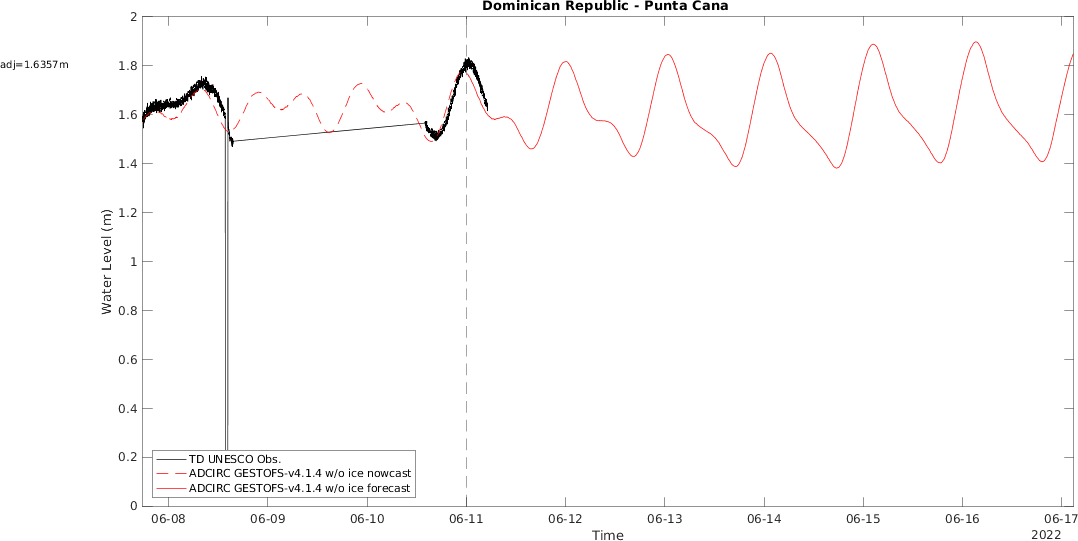 Dominican Republic - Punta Cana
adj=1.6357m
2
1.8
1.6
1.4
1.2
1
0.8
0.6
0.4
0.2
0
Water Level (m)
TD UNESCO Obs.
ADCIRC GESTOFS-v4.1.4 w/o ice nowcast
ADCIRC GESTOFS-v4.1.4 w/o ice forecast
06-08 06-09 06-10 06-11 06-12 06-13 06-14 06-15 06-16 06-17
Time
2022